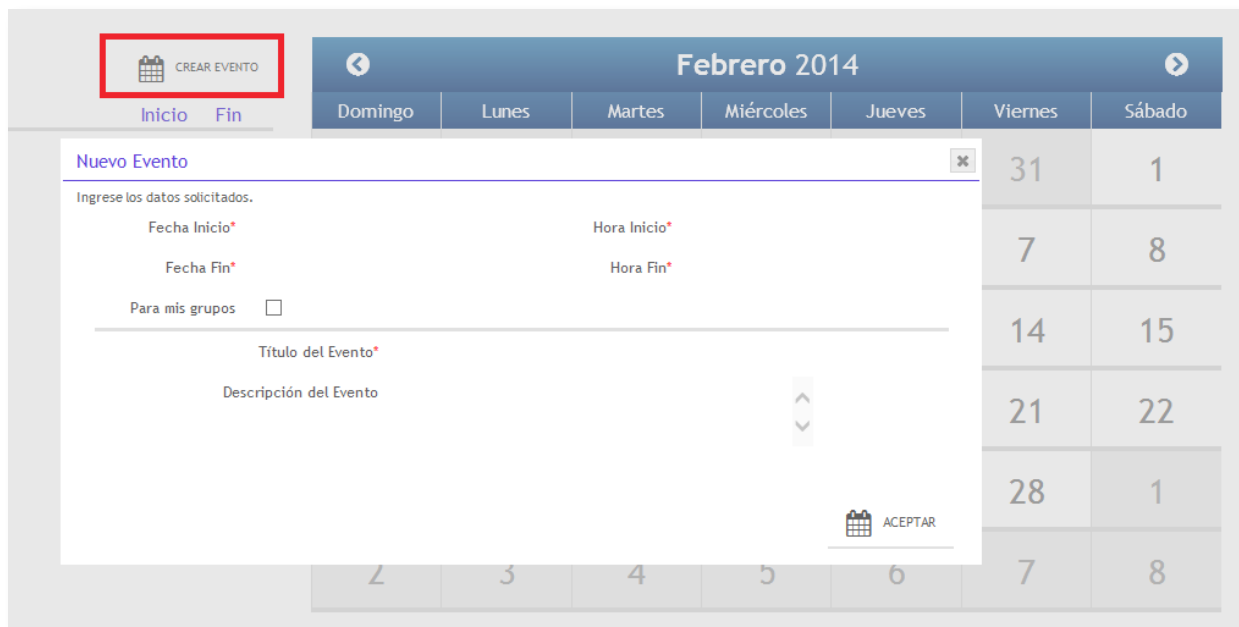 CREAR EVENTO
Febrero 2014
Inicio Fin
Domingo Lunes Martes Miércoles Jueves Viernes Sábado
Nuevo Evento
31 1
Ingrese los datos solicitados.
Fecha Inicio* Hora Inicio*
7 8
Fecha Fin* Hora Fin*
Para mis grupos
14 15
Título del Evento*
Descripción del Evento
21 22
28 1
ACEPTAR
2 3 4 5 6 7 8